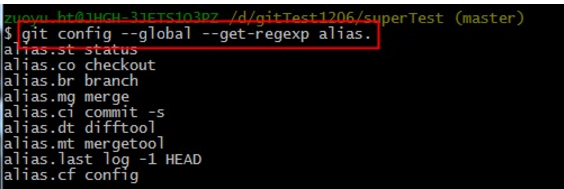 zuoyu.ht@JHGH-3JETS1O3PZ /d/gitTest1206/superTest (master)
$ git config --global --get-regexp alias.
alias.st status
alias.co checkout
alias.br branch
alias.mg merge
alias.ci commit -s
alias.dt difftool
alias.mt mergetool
alias.last log -1 HEAD
alias.cf config